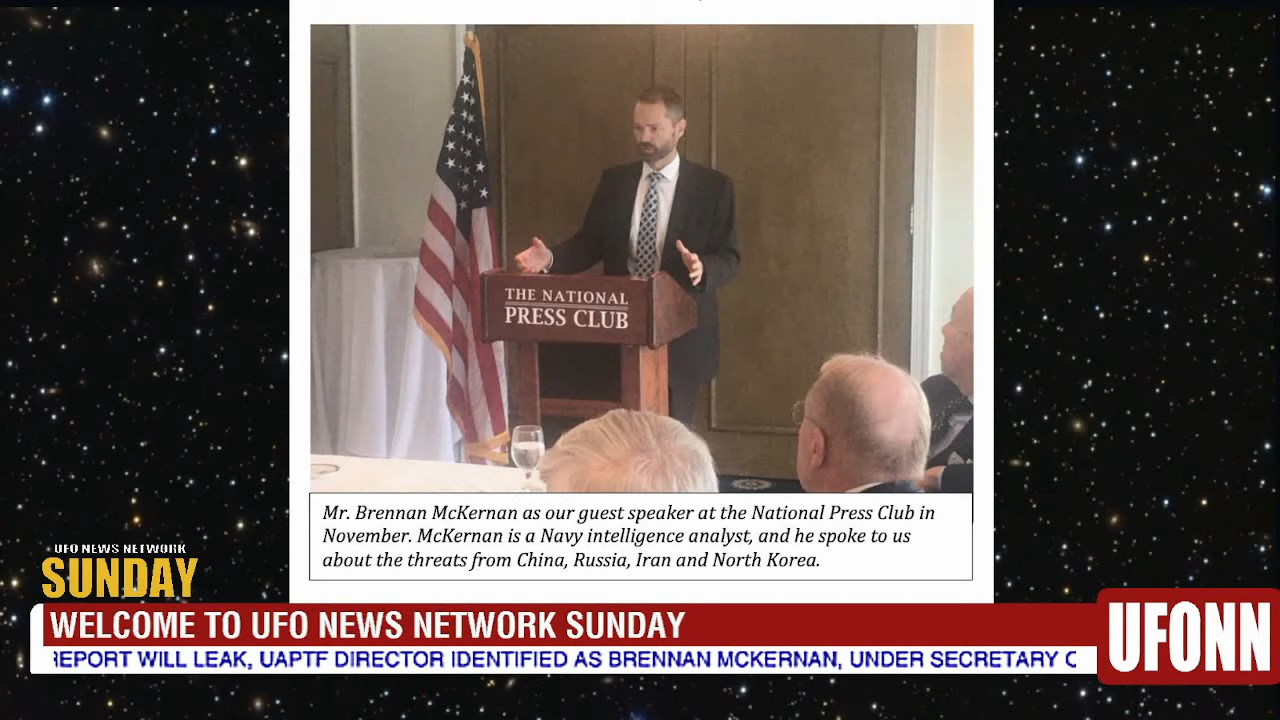 THE NATIONAL
PRESS CLUB
Mr. Brennan McKernan as our guest speaker at the National Press Club in
November. McKernan is a Navy intelligence analyst, and he spoke to us
about the threats from China, Russia, Iran and North Korea.
UFO NEWS NETWORK
SUNDAY
WELCOME TO UFO NEWS NETWORK SUNDAY
UFONN
WILL LEAK, UAPTF DIRECTOR IDENTIFIED AS BRENNAN MCKERNAN, UNDER SECRETARY